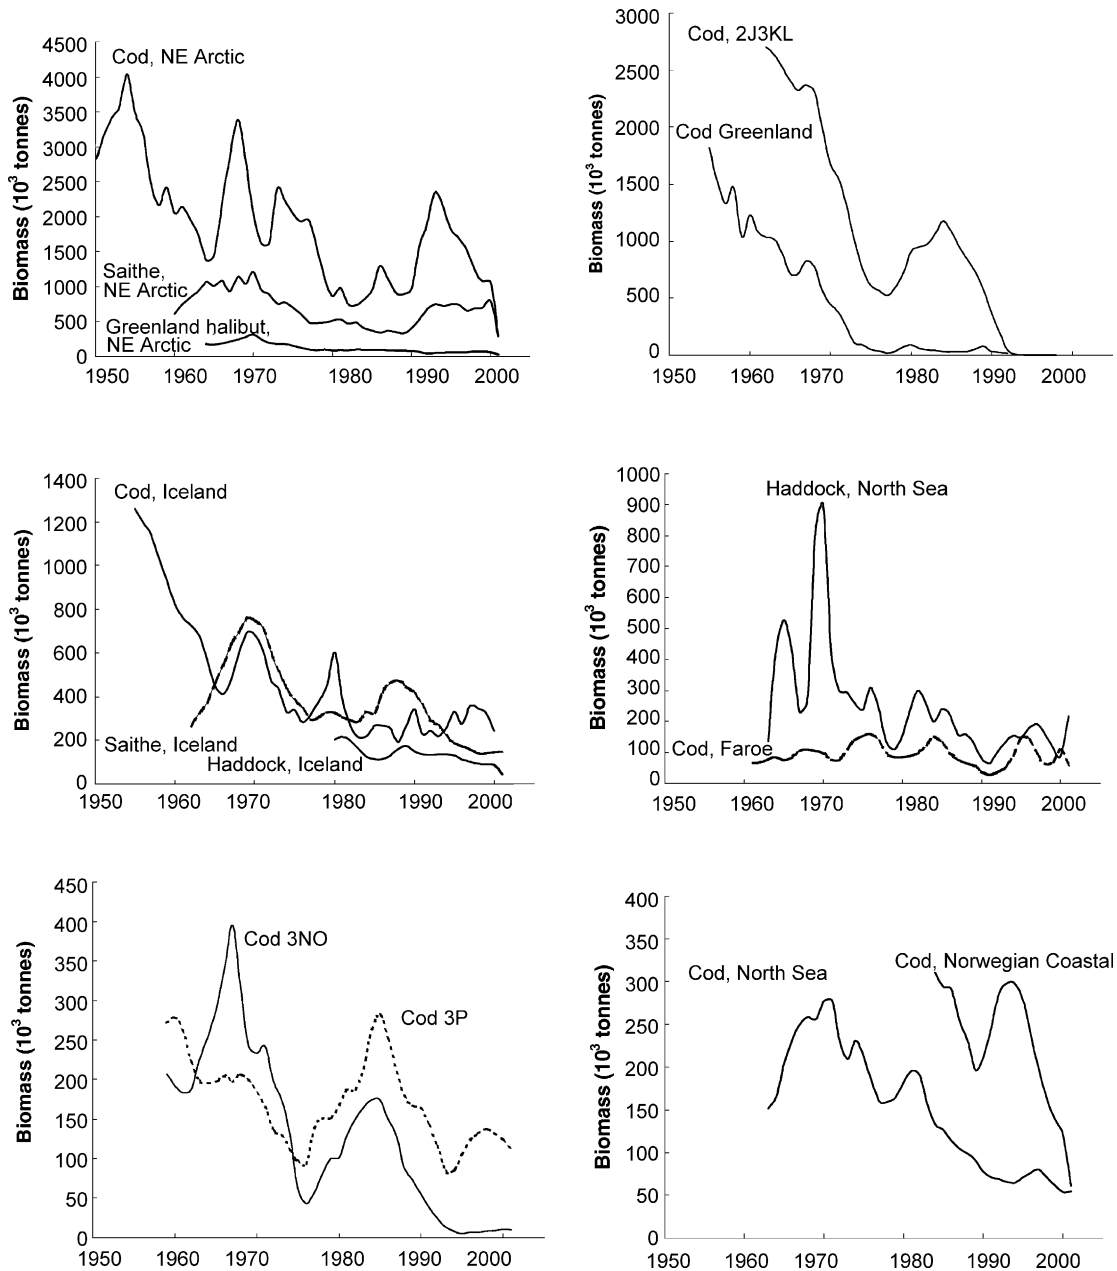 Biomass (10³ tonnes)
4500
4000
3500
3000
2500
2000
1500
1000
500
0
Cod, NE Arctic
Saithe,
NE Arctic
Greenland halibut,
NE Arctic
1950 1960 1970 1980 1990 2000
Biomass (10³ tonnes)
3000
2500
2000
1500
1000
500
0
Cod, 2J3KL
Cod Greenland
1950 1960 1970 1980 1990 2000
Biomass (10³ tonnes)
1400
1200
1000
800
600
400
200
0
Cod, Iceland
Saithe, Iceland
Haddock, Iceland
1950 1960 1970 1980 1990 2000
Biomass (10³ tonnes)
1000
900
800
700
600
500
400
300
200
100
0
Haddock, North Sea
Cod, Faroe
1950 1960 1970 1980 1990 2000
Biomass (10³ tonnes)
450
400
350
300
250
200
150
100
50
0
Cod 3NO
Cod 3P
1950 1960 1970 1980 1990 2000
Biomass (10³ tonnes)
400
350
300
250
200
150
100
50
0
Cod, North Sea
Cod, Norwegian Coastal
1950 1960 1970 1980 1990 2000